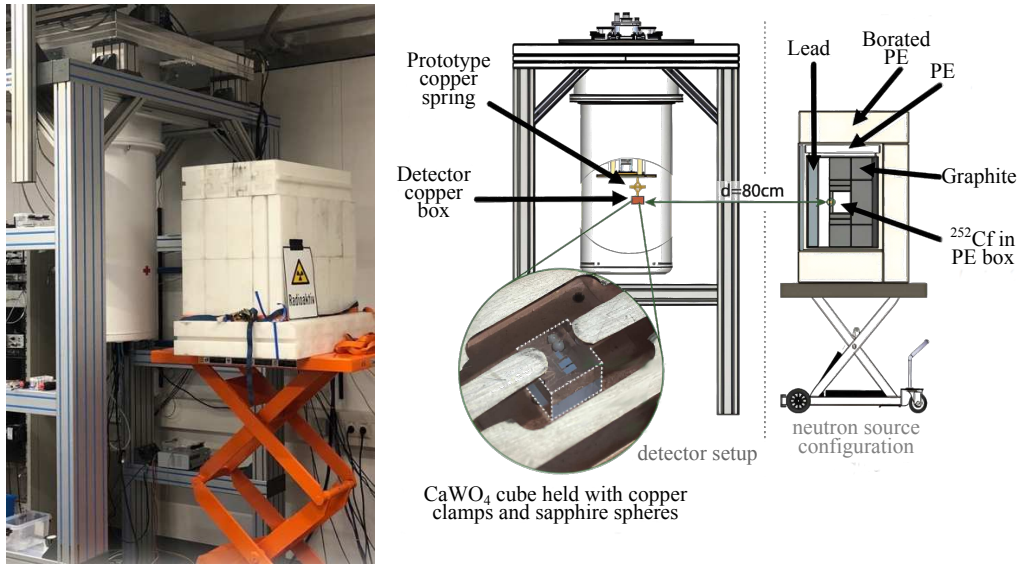 Radioaktiv
Prototype
copper
spring
Detector
copper
box
d=80cm
Lead
Borated
PE
PE
Graphite
²⁵²Cf in
PE box
detector setup
neutron source
configuration
CaWO₄ cube held with copper
clamps and sapphire spheres